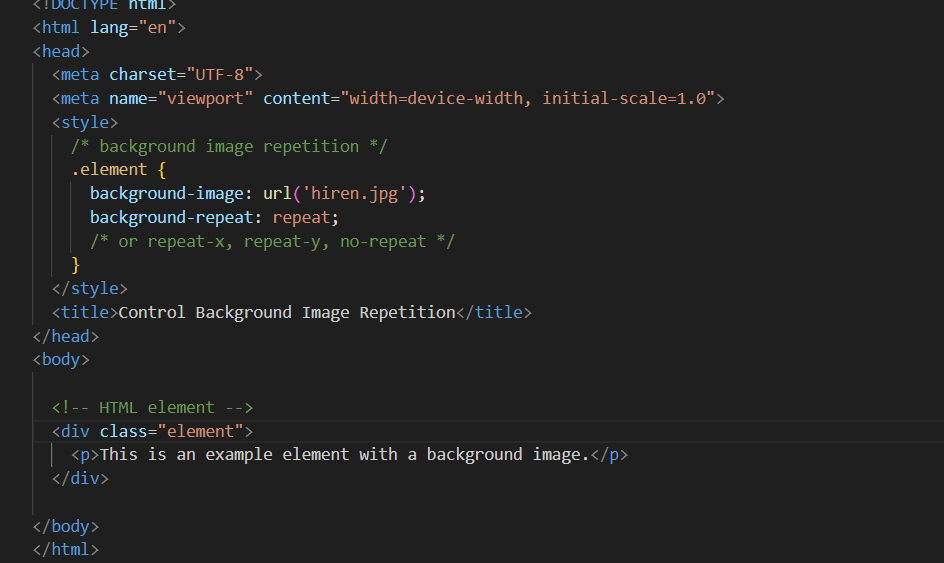 <!DOCTYPE html>
<html lang="en">
<head>
<meta charset="UTF-8">
<meta name="viewport" content="width=device-width, initial-scale=1.0">
<style>
/* background image repetition */
.element {
background-image: url('hiren.jpg');
background-repeat: repeat;
/* or repeat-x, repeat-y, no-repeat */
}
</style>
<title>Control Background Image Repetition</title>
</head>
<body>
<!-- HTML element -->
<div class="element">
<p>This is an example element with a background image.</p>
</div>
</body>
</html>